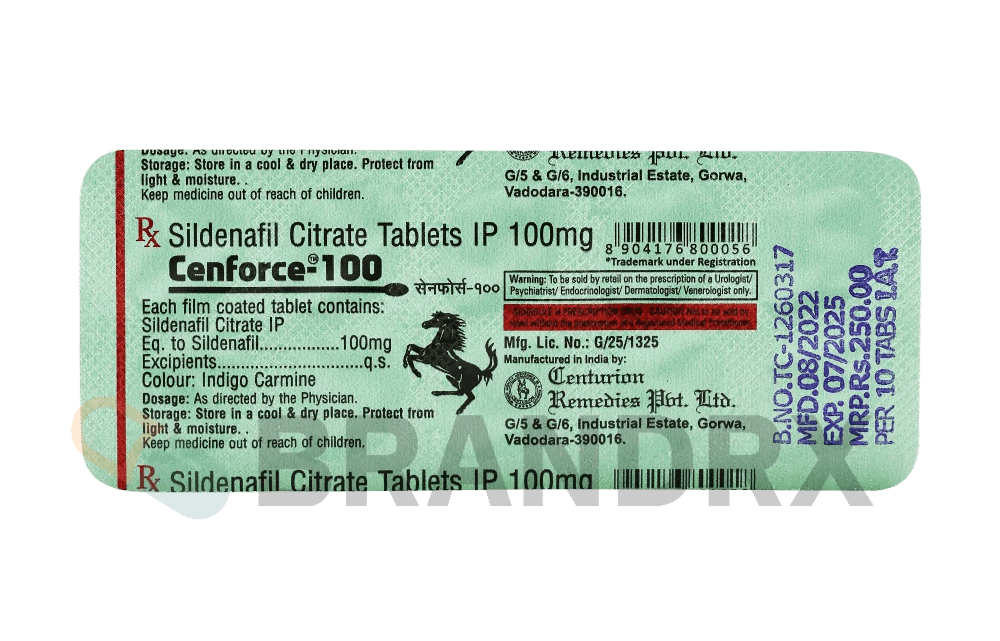 Dosage: As directed by the Physician.
Storage: Store in a cool & dry place. Protect from
light & moisture. .
Keep medicine out of reach of children.
Remedies Pvt. Ltd.
G/5 & G/6, Industrial Estate, Gorwa,
Vadodara-390016.
Rx Sildenafil Citrate Tablets IP 100mg
8 904176 800056
*Trademark under Registration
Cenforce™-100
सेनफोर्स-१००
Warning: To be sold by retail on the prescription of a Urologist/
Psychiatrist/ Endocrinologist/ Dermatologist/ Venerologist only.
Each film coated tablet contains:
Sildenafil Citrate IP
Eq. to Sildenafil.................100mg
Excipients..............................q.s.
Colour: Indigo Carmine
Dosage: As directed by the Physician.
Storage: Store in a cool & dry place. Protect from
light & moisture. .
Keep medicine out of reach of children.
Mfg. Lic. No.: G/25/1325
Manufactured in India by:
Centurion
Remedies Pvt. Ltd.
G/5 & G/6, Industrial Estate, Gorwa,
Vadodara-390016.
Rx Sildenafil Citrate Tablets IP 100mg
B.NO.TC-1260317
MFD.08/2022
EXP. 07/2025
MRP.Rs.250.00
PER 10 TABS
BRANDRX